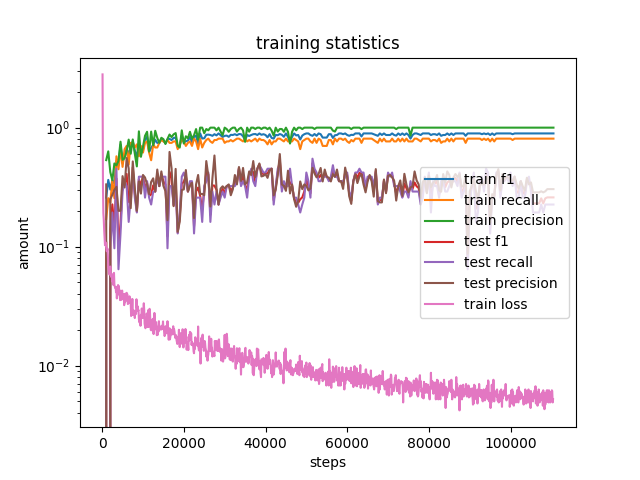 training statistics
amount
10⁰
10⁻¹
10⁻²
train f1
train recall
train precision
test f1
test recall
test precision
train loss
0 20000 40000 60000 80000 100000
steps